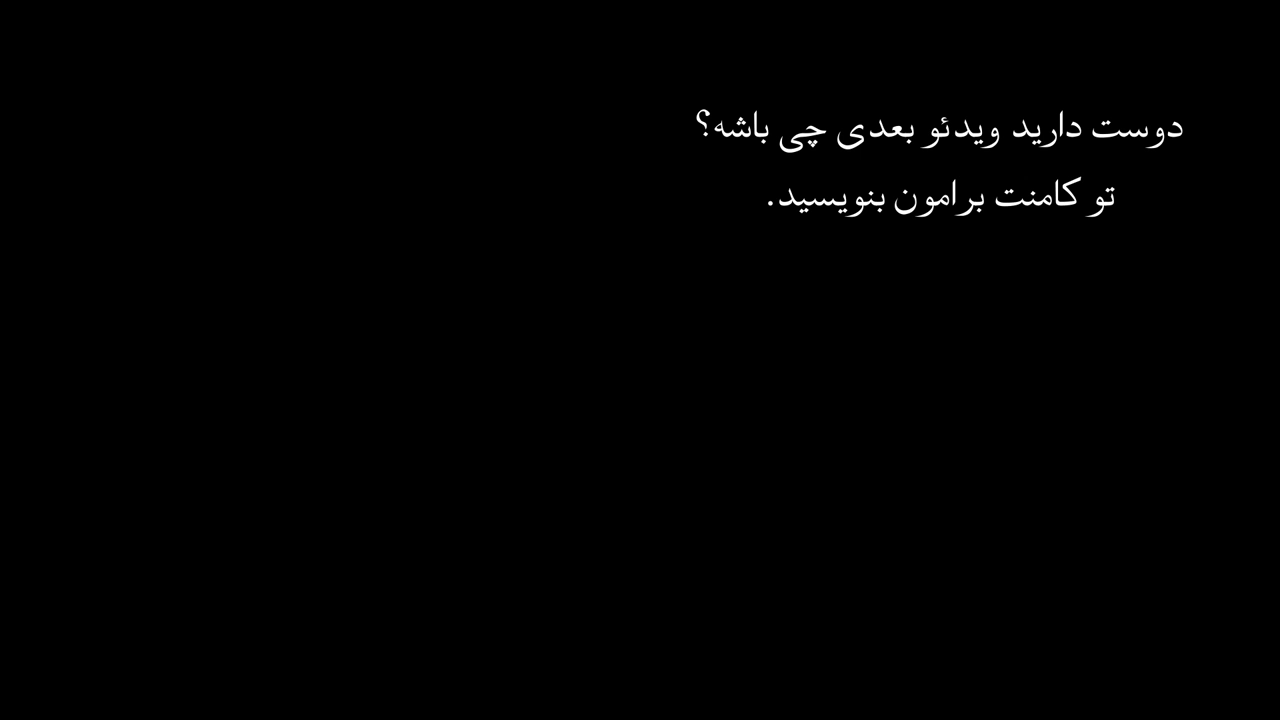 دوست دارید ویدئو بعدی چی باشه؟
تو کامنت برامون بنویسید.